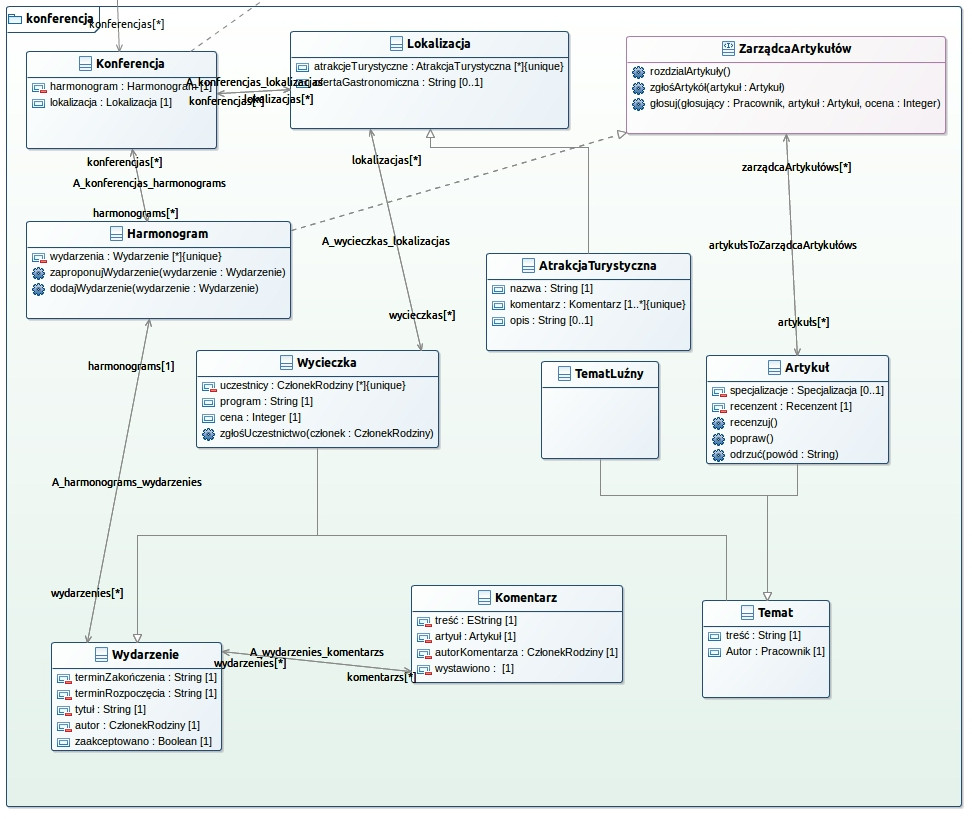 konferencja
konferencjas[*]
Konferencja
harmonogram : Harmonogram [1]
lokalizacja : Lokalizacja [1]
A_konferencjas_lokalizacjas
konferencjas[*]
lokalizacjas[*]
Lokalizacja
atrakcjeTurystyczne : AtrakcjaTurystyczna [*]{unique}
ofertaGastronomiczna : String [0..1]
ZarządcaArtykułów
rozdzialArtykuły()
zgłośArtykół(artykuł : Artykuł)
głosuj(głosujący : Pracownik, artykuł : Artykuł, ocena : Integer)
konferencjas[*]
A_konferencjas_harmonograms
harmonograms[*]
lokalizacjas[*]
zarządcaArtykułóws[*]
Harmonogram
wydarzenia : Wydarzenie [*]{unique}
zaproponujWydarzenie(wydarzenie : Wydarzenie)
dodajWydarzenie(wydarzenie : Wydarzenie)
A_wycieczkas_lokalizacjas
artykułsToZarządcaArtykułóws
AtrakcjaTurystyczna
nazwa : String [1]
komentarz : Komentarz [1..*]{unique}
opis : String [0..1]
wycieczkas[*]
artykułs[*]
harmonograms[1]
Wycieczka
uczestnicy : CzłonekRodziny [*]{unique}
program : String [1]
cena : Integer [1]
zgłośUczestnictwo(członek : CzłonekRodziny)
TematLuźny
Artykuł
specjalizacje : Specjalizacja [0..1]
recenzent : Recenzent [1]
recenzuj()
popraw()
odrzuć(powód : String)
A_harmonograms_wydarzenies
wydarzenies[*]
Komentarz
treść : EString [1]
artyuł : Artykuł [1]
autorKomentarza : CzłonekRodziny [1]
wystawiono :  [1]
Temat
treść : String [1]
Autor : Pracownik [1]
Wydarzenie
terminZakończenia : String [1]
terminRozpoczęcia : String [1]
tytuł : String [1]
autor : CzłonekRodziny [1]
zaakceptowano : Boolean [1]
A_wydarzenies_komentarzs
wydarzenies[*]
komentarzs[*]